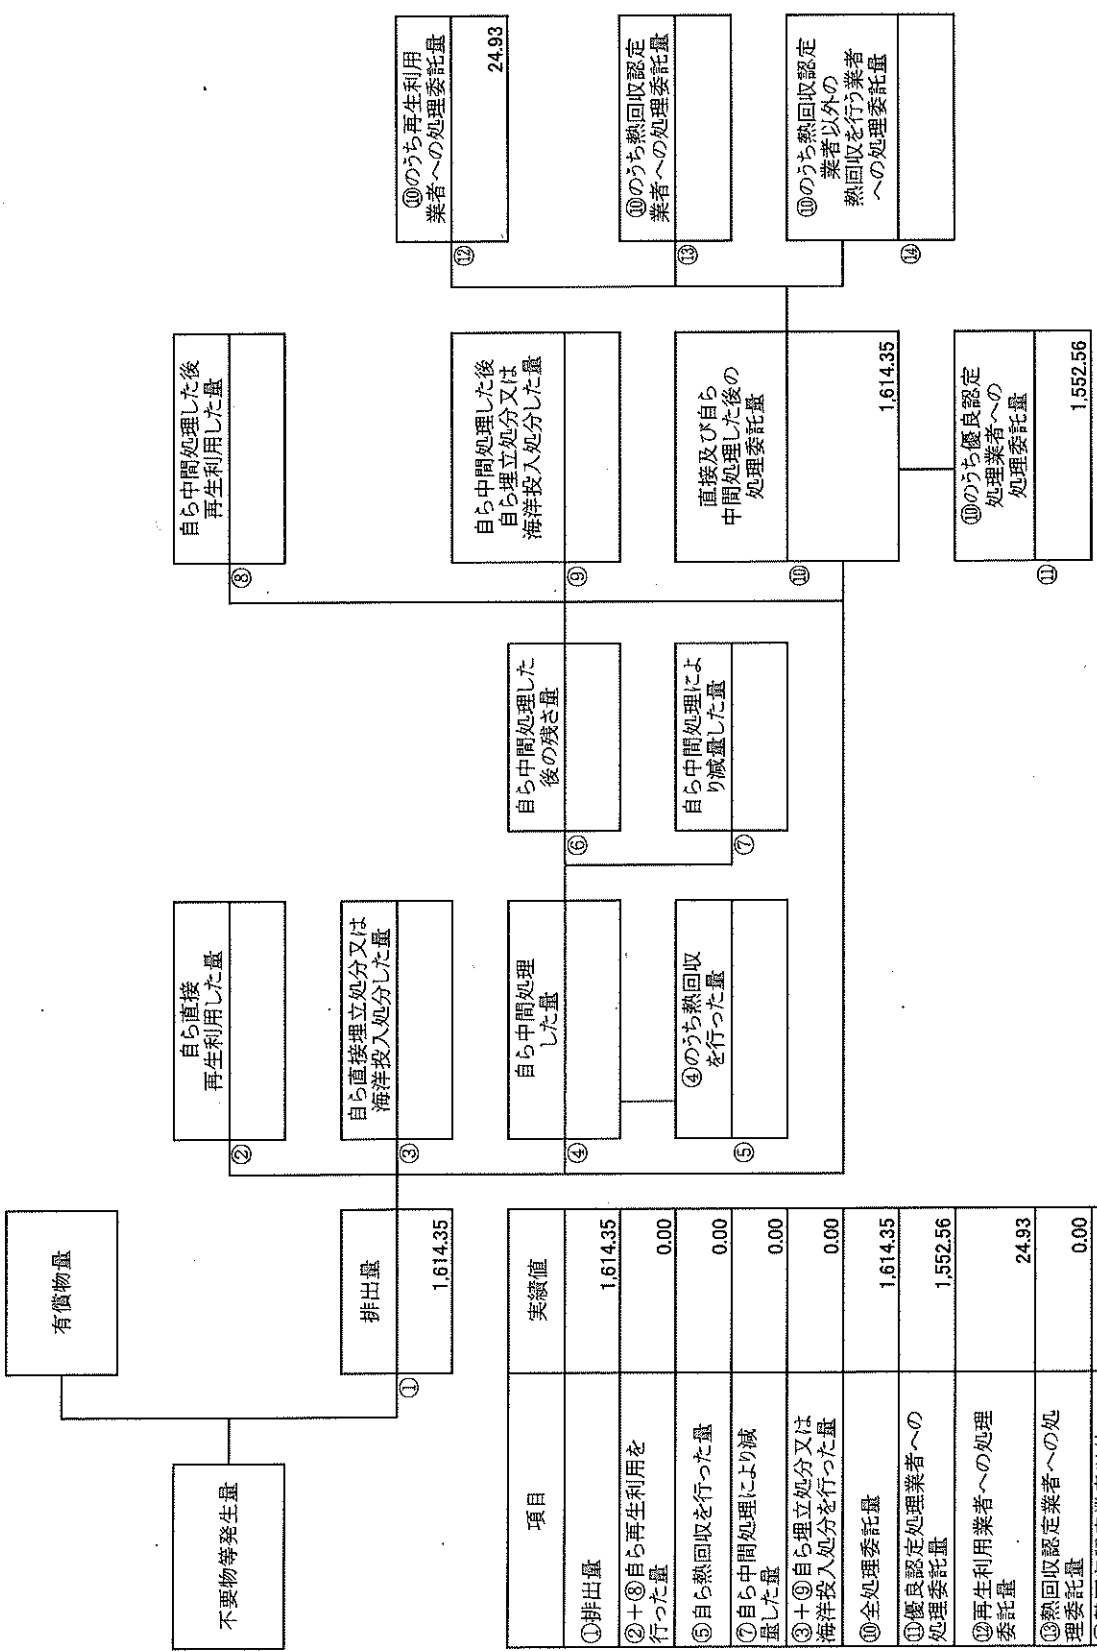 不要物等発生量
有償物量
排出量
①
1,614.35
自ら直接
再生利用した量
②
自ら直接埋立処分又は
海洋投入処分した量
③
自ら中間処理
した量
④
④のうち熱回収
を行った量
⑤
自ら中間処理した
後の残さ量
⑥
自ら中間処理によ
り減量した量
⑦
自ら中間処理した後
再生利用した量
⑧
自ら中間処理した後
自ら埋立処分又は
海洋投入処分した量
⑨
直接及び自ら
中間処理した後の
処理委託量
⑩
1,614.35
⑩のうち優良認定
処理業者への
処理委託量
⑪
1,552.56
⑩のうち再生利用
業者への処理委託量
⑫
24.93
⑩のうち熱回収認定
業者への処理委託量
⑬
⑩のうち熱回収認定
業者以外の
熱回収を行う業者
への処理委託量
⑭
項目 実績値
①排出量 1,614.35
②+⑧自ら再生利用を
行った量 0.00
⑤自ら熱回収を行った量 0.00
⑦自ら中間処理により減
量した量 0.00
③+⑨自ら埋立処分又は
海洋投入処分を行った量 0.00
⑩全処理委託量 1,614.35
⑪優良認定処理業者への
処理委託量 1,552.56
⑫再生利用業者への処理
委託量 24.93
⑬熱回収認定業者への処
理委託量 0.00